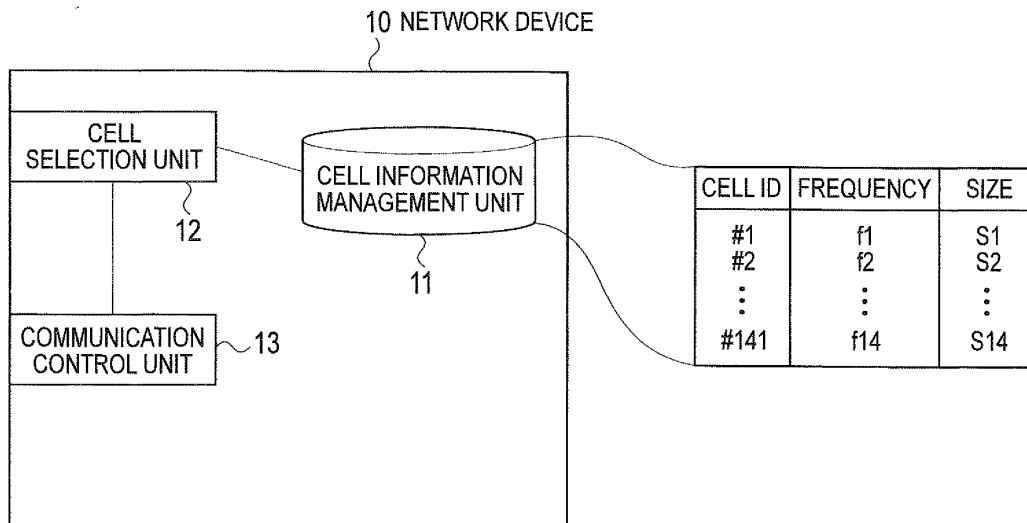 10 NETWORK DEVICE
CELL
SELECTION UNIT
12
CELL INFORMATION
MANAGEMENT UNIT
11
COMMUNICATION
CONTROL UNIT
13
CELL ID FREQUENCY SIZE
#1 f1 S1
#2 f2 S2
⋮ ⋮ ⋮
#141 f14 S14